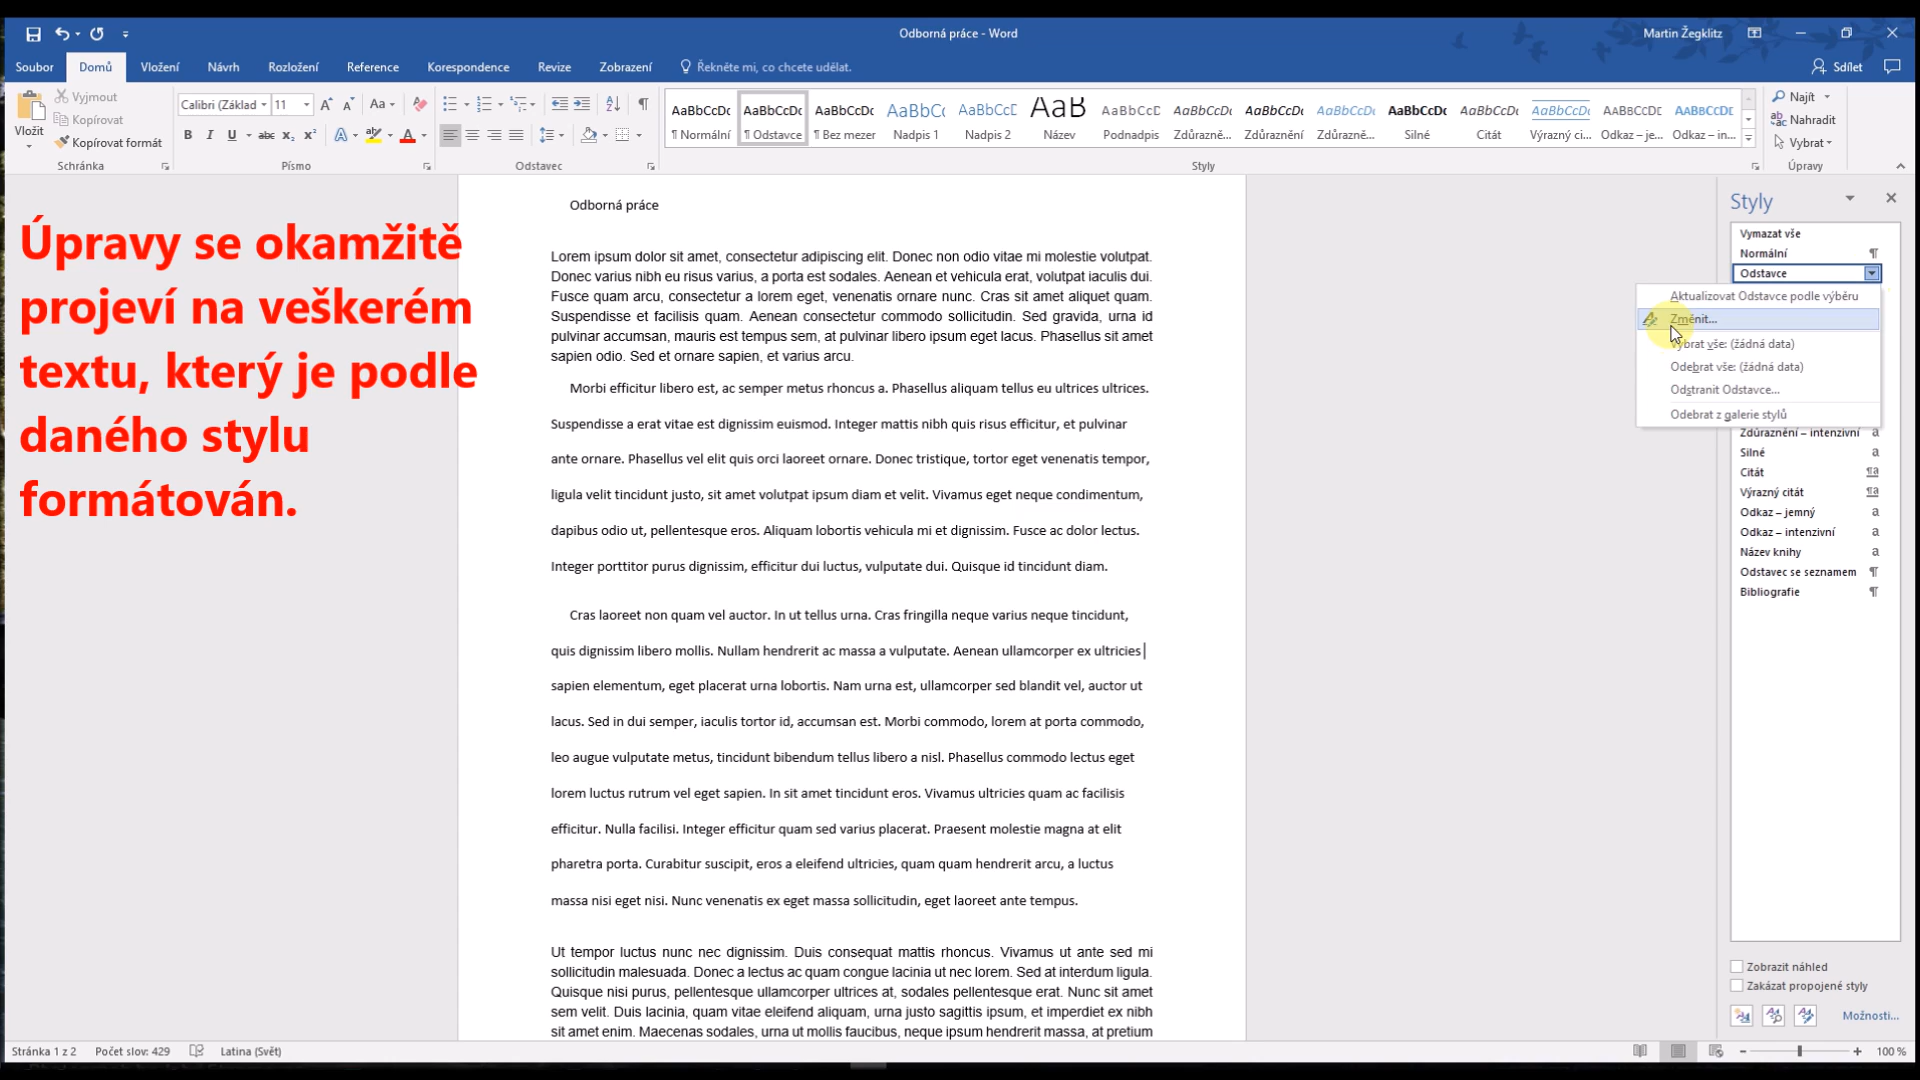 Odborná práce - Word
Martin Žegklitz
Soubor
Domů
Vložení
Návrh
Rozložení
Reference
Korespondence
Revize
Zobrazení
Řekněte mi, co chcete udělat.
Sdílet
Vložit
Vyjmout
Kopírovat
Kopírovat formát
Schránka
Calibri (Základ
11
Písmo
Odstavec
AaBbCcDc
¶ Normální
AaBbCcDc
¶ Odstavce
AaBbCcDc
¶ Bez mezer
AaBbCc
Nadpis 1
AaBbCcD
Nadpis 2
AaB
Název
AaBbCcD
Podnadpis
AaBbCcDc
Zdůrazně...
AaBbCcDc
Zdůraznění
AaBbCcDc
Zdůrazně...
AaBbCcDc
Silné
AaBbCcDc
Citát
AaBbCcDc
Výrazný ci...
AaBbCcDc
Odkaz – je...
AaBbCcDc
Odkaz – in...
Styly
Najít
Nahradit
Vybrat
Úpravy
Úpravy se okamžitě
projeví na veškerém
textu, který je podle
daného stylu
formátován.
Odborná práce
Lorem ipsum dolor sit amet, consectetur adipiscing elit. Donec non odio vitae mi molestie volutpat.
Donec varius nibh eu risus varius, a porta est sodales. Aenean et vehicula erat, volutpat iaculis dui.
Fusce quam arcu, consectetur a lorem eget, venenatis ornare nunc. Cras sit amet aliquet quam.
Suspendisse et facilisis quam. Aenean consectetur commodo sollicitudin. Sed gravida, urna id
pulvinar accumsan, mauris est tempus sem, at pulvinar libero ipsum eget lacus. Phasellus sit amet
sapien odio. Sed et ornare sapien, et varius arcu.
Morbi efficitur libero est, ac semper metus rhoncus a. Phasellus aliquam tellus eu ultrices ultrices.
Suspendisse a erat vitae est dignissim euismod. Integer mattis nibh quis risus efficitur, et pulvinar
ante ornare. Phasellus vel elit quis orci laoreet ornare. Donec tristique, tortor eget venenatis tempor,
ligula velit tincidunt justo, sit amet volutpat ipsum diam et velit. Vivamus eget neque condimentum,
dapibus odio ut, pellentesque eros. Aliquam lobortis vehicula mi et dignissim. Fusce ac dolor lectus.
Integer porttitor purus dignissim, efficitur dui luctus, vulputate dui. Quisque id tincidunt diam.
Cras laoreet non quam vel auctor. In ut tellus urna. Cras fringilla neque varius neque tincidunt,
quis dignissim libero mollis. Nullam hendrerit ac massa a vulputate. Aenean ullamcorper ex ultricies
sapien elementum, eget placerat urna lobortis. Nam urna est, ullamcorper sed blandit vel, auctor ut
lacus. Sed in dui semper, iaculis tortor id, accumsan est. Morbi commodo, lorem at porta commodo,
leo augue vulputate metus, tincidunt bibendum tellus libero a nisl. Phasellus commodo lectus eget
lorem luctus rutrum vel eget sapien. In sit amet tincidunt eros. Vivamus ultricies quam ac facilisis
efficitur. Nulla facilisi. Integer efficitur quam sed varius placerat. Praesent molestie magna at elit
pharetra porta. Curabitur suscipit, eros a eleifend ultricies, quam quam hendrerit arcu, a luctus
massa nisi eget nisi. Nunc venenatis ex eget massa sollicitudin, eget laoreet ante tempus.
Ut tempor luctus nunc nec dignissim. Duis consequat mattis rhoncus. Vivamus ut ante sed mi
sollicitudin malesuada. Donec a lectus ac quam congue lacinia ut nec lorem. Sed at interdum ligula.
Quisque nisi purus, pellentesque ullamcorper ultrices at, sodales pellentesque erat. Nunc sit amet
sem velit. Duis lacinia, quam vitae eleifend aliquam, urna justo sagittis ipsum, et imperdiet ex nibh
sit amet enim. Maecenas sodales, urna ut mollis faucibus, neque ipsum hendrerit massa, at pretium
Styly
Vymazat vše
Normální
Odstavce
Aktualizovat Odstavce podle výběru
Změnit...
Vybrat vše: (žádná data)
Odebrat vše: (žádná data)
Odstranit Odstavce...
Odebrat z galerie stylů
Zdůraznění – intenzivní a
Silné a
Citát ¶a
Výrazný citát ¶a
Odkaz – jemný a
Odkaz – intenzivní a
Název knihy a
Odstavec se seznamem ¶
Bibliografie ¶
Zobrazit náhled
Zakázat propojené styly
Možnosti...
Stránka 1 z 2
Počet slov: 429
Latina (Svět)
100 %